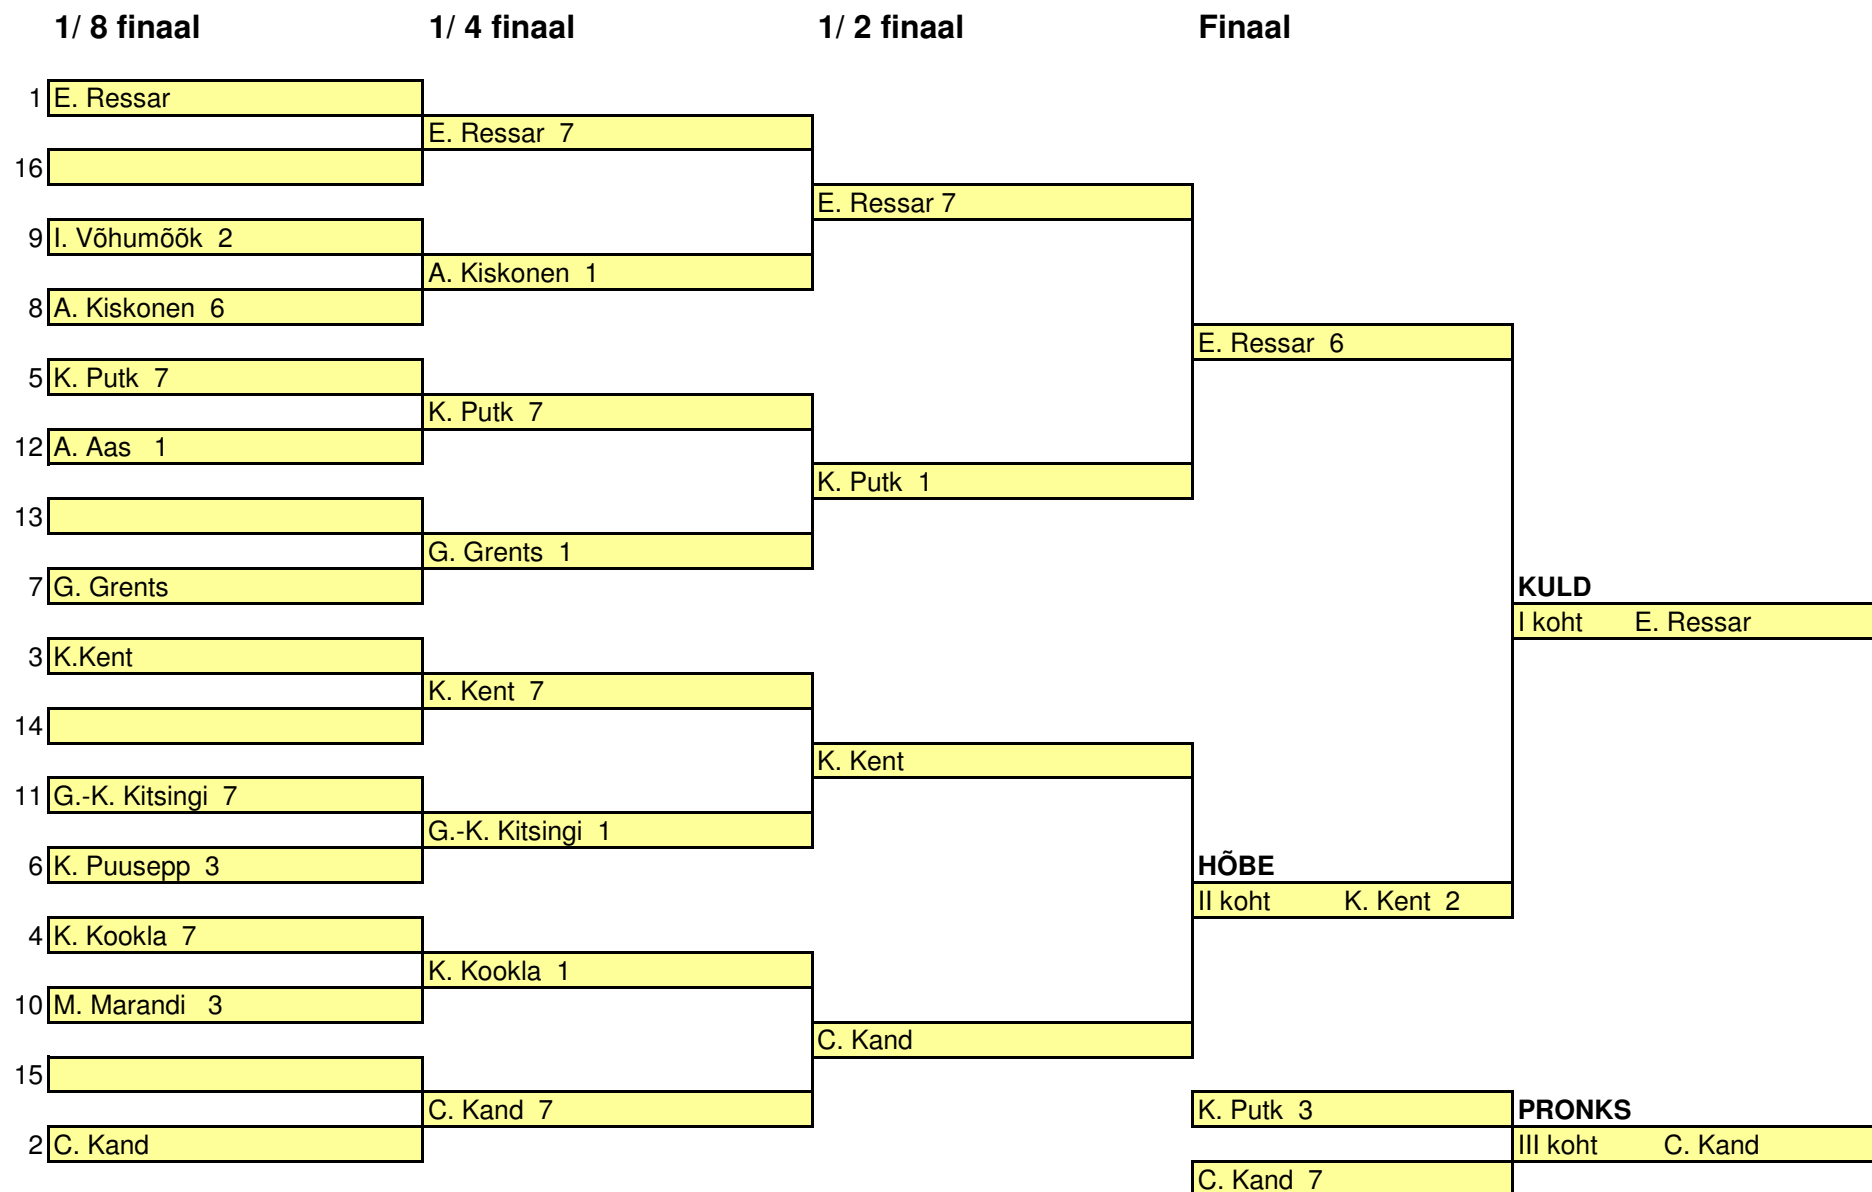 1/ 8 finaal 1/ 4 finaal 1/ 2 finaal Finaal
1 E. Ressar
E. Ressar 7
16
E. Ressar 7
9 I. Võhumõõk 2
A. Kiskonen 1
8 A. Kiskonen 6
E. Ressar 6
5 K. Putk 7
K. Putk 7
12 A. Aas 1
K. Putk 1
13
G. Grents 1
7 G. Grents KULD
I koht E. Ressar
3 K.Kent
K. Kent 7
14
K. Kent
11 G.-K. Kitsingi 7
G.-K. Kitsingi 1
6 K. Puusepp 3 HÕBE
II koht K. Kent 2
4 K. Kookla 7
K. Kookla 1
10 M. Marandi 3
C. Kand
15
C. Kand 7 K. Putk 3 PRONKS
2 C. Kand III koht C. Kand
C. Kand 7